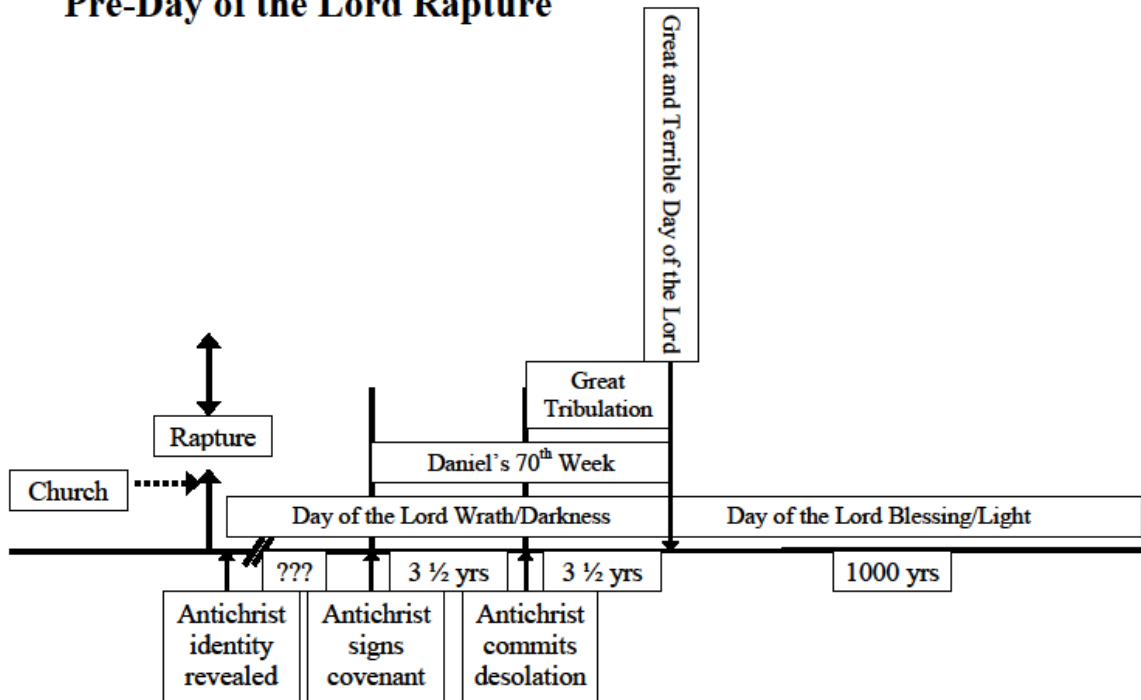 Pre-Day of the Lord Rapture
Great and Terrible Day of the Lord
Great
Tribulation
Rapture
Daniel's 70th Week
Church
Day of the Lord Wrath/Darkness
Day of the Lord Blessing/Light
???
3 ½ yrs
3 ½ yrs
1000 yrs
Antichrist
identity
revealed
Antichrist
signs
covenant
Antichrist
commits
desolation